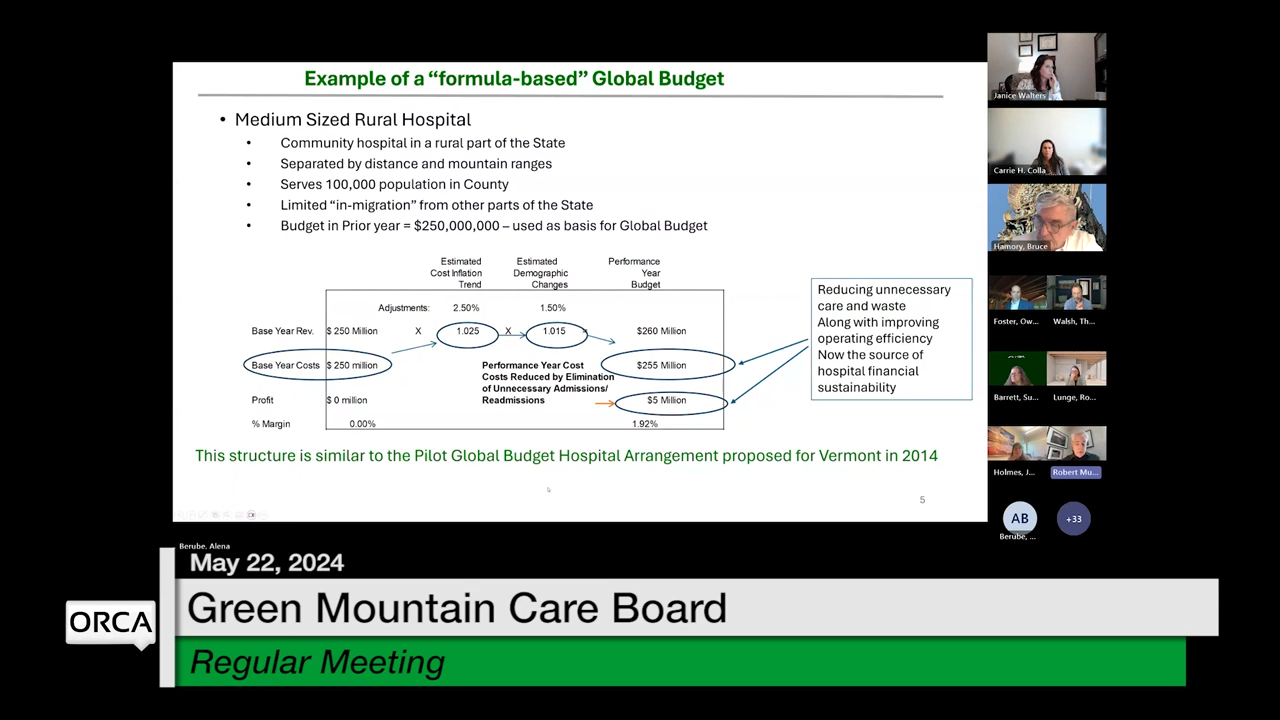 Example of a “formula-based” Global Budget
• Medium Sized Rural Hospital
• Community hospital in a rural part of the State
• Separated by distance and mountain ranges
• Serves 100,000 population in County
• Limited “in-migration” from other parts of the State
• Budget in Prior year = $250,000,000 – used as basis for Global Budget
Estimated Cost Inflation Trend
Estimated Demographic Changes
Performance Year Budget
Adjustments: 2.50% 1.50%
Base Year Rev. $ 250 Million X 1.025 X 1.015 $260 Million
Base Year Costs $ 250 million $255 Million
Performance Year Cost
Costs Reduced by Elimination
of Unnecessary Admissions/
Readmissions
Profit $ 0 million $5 Million
% Margin 0.00% 1.92%
Reducing unnecessary
care and waste
Along with improving
operating efficiency
Now the source of
hospital financial
sustainability
This structure is similar to the Pilot Global Budget Hospital Arrangement proposed for Vermont in 2014
5
Janice Walters
Carrie H. Colla
Hamory, Bruce
Foster, Ow...
Walsh, Th...
Barrett, Su...
Lunge, Ro...
Holmes, J...
Robert Mu...
AB
+33
Berube, ...
Berube, Alena
May 22, 2024
ORCA
Green Mountain Care Board
Regular Meeting